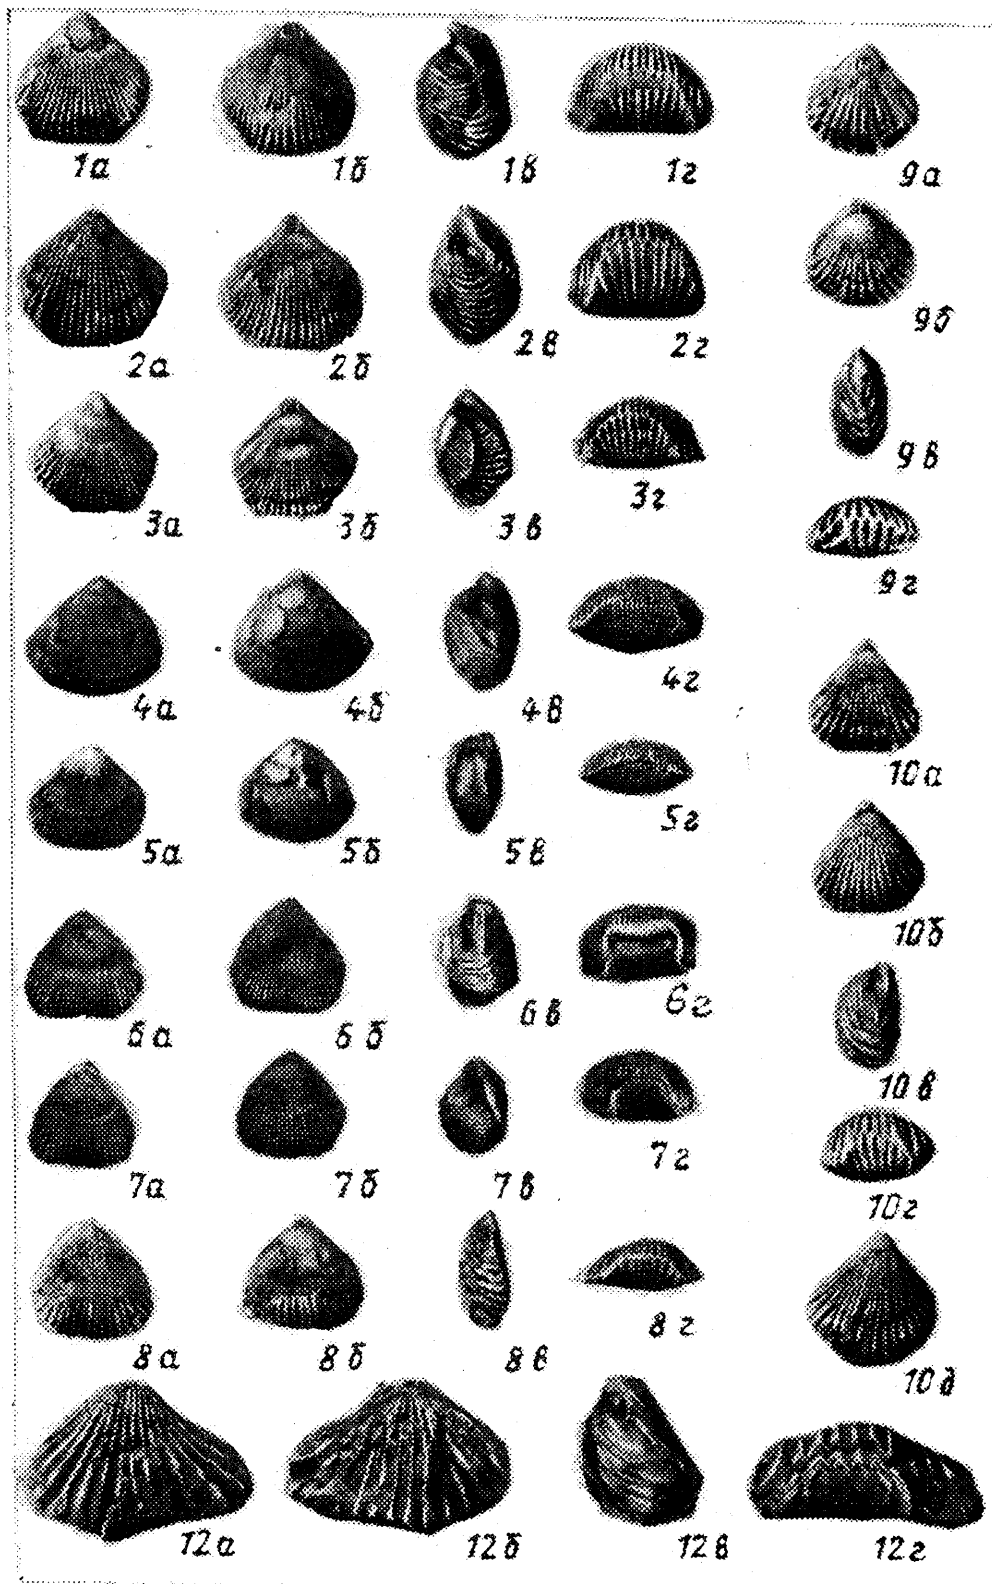 1а 1б 1в 1г 9а
2а 2б 2в 2г 9б
3а 3б 3в 3г 9в
9г
4а 4б 4в 4г
10а
5а 5б 5в 5г
10б
6а 6б 6в 6г
10в
7а 7б 7в 7г
10г
8а 8б 8в 8г
10д
12а 12б 12в 12г